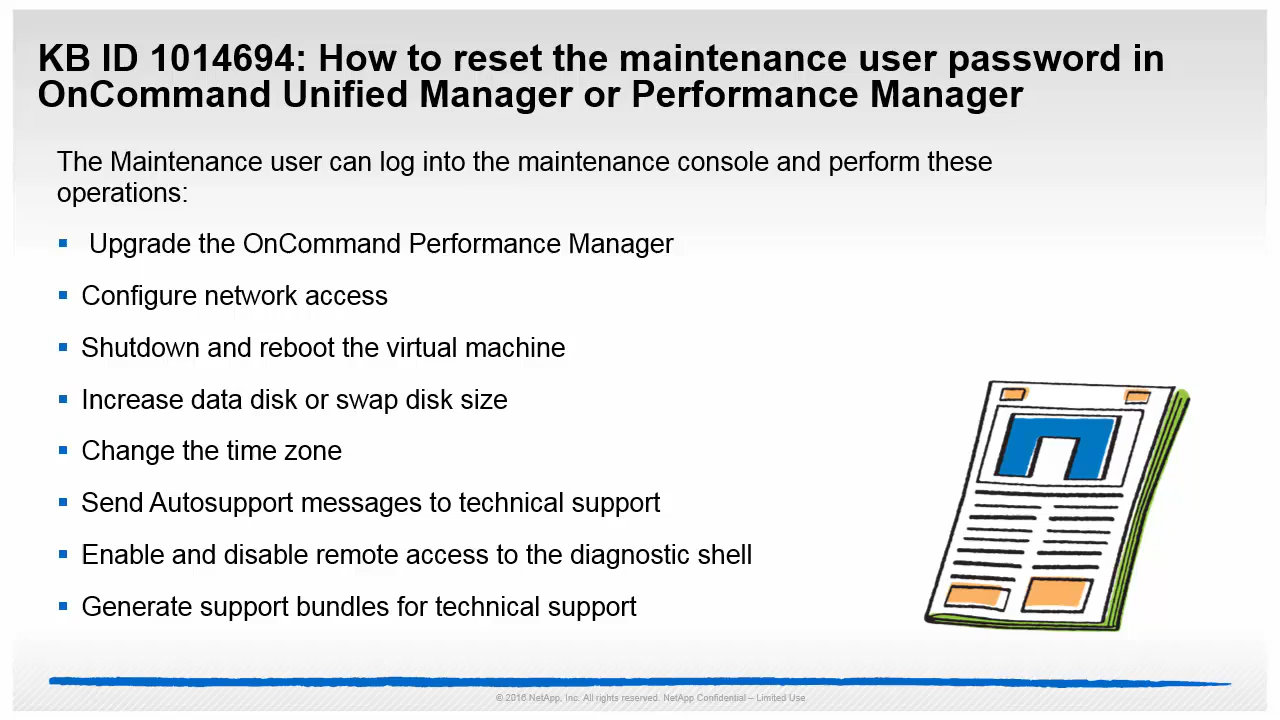 KB ID 1014694: How to reset the maintenance user password in
OnCommand Unified Manager or Performance Manager
The Maintenance user can log into the maintenance console and perform these
operations:
▪ Upgrade the OnCommand Performance Manager
▪ Configure network access
▪ Shutdown and reboot the virtual machine
▪ Increase data disk or swap disk size
▪ Change the time zone
▪ Send Autosupport messages to technical support
▪ Enable and disable remote access to the diagnostic shell
▪ Generate support bundles for technical support
© 2016 NetApp, Inc. All rights reserved. NetApp Confidential – Limited Use